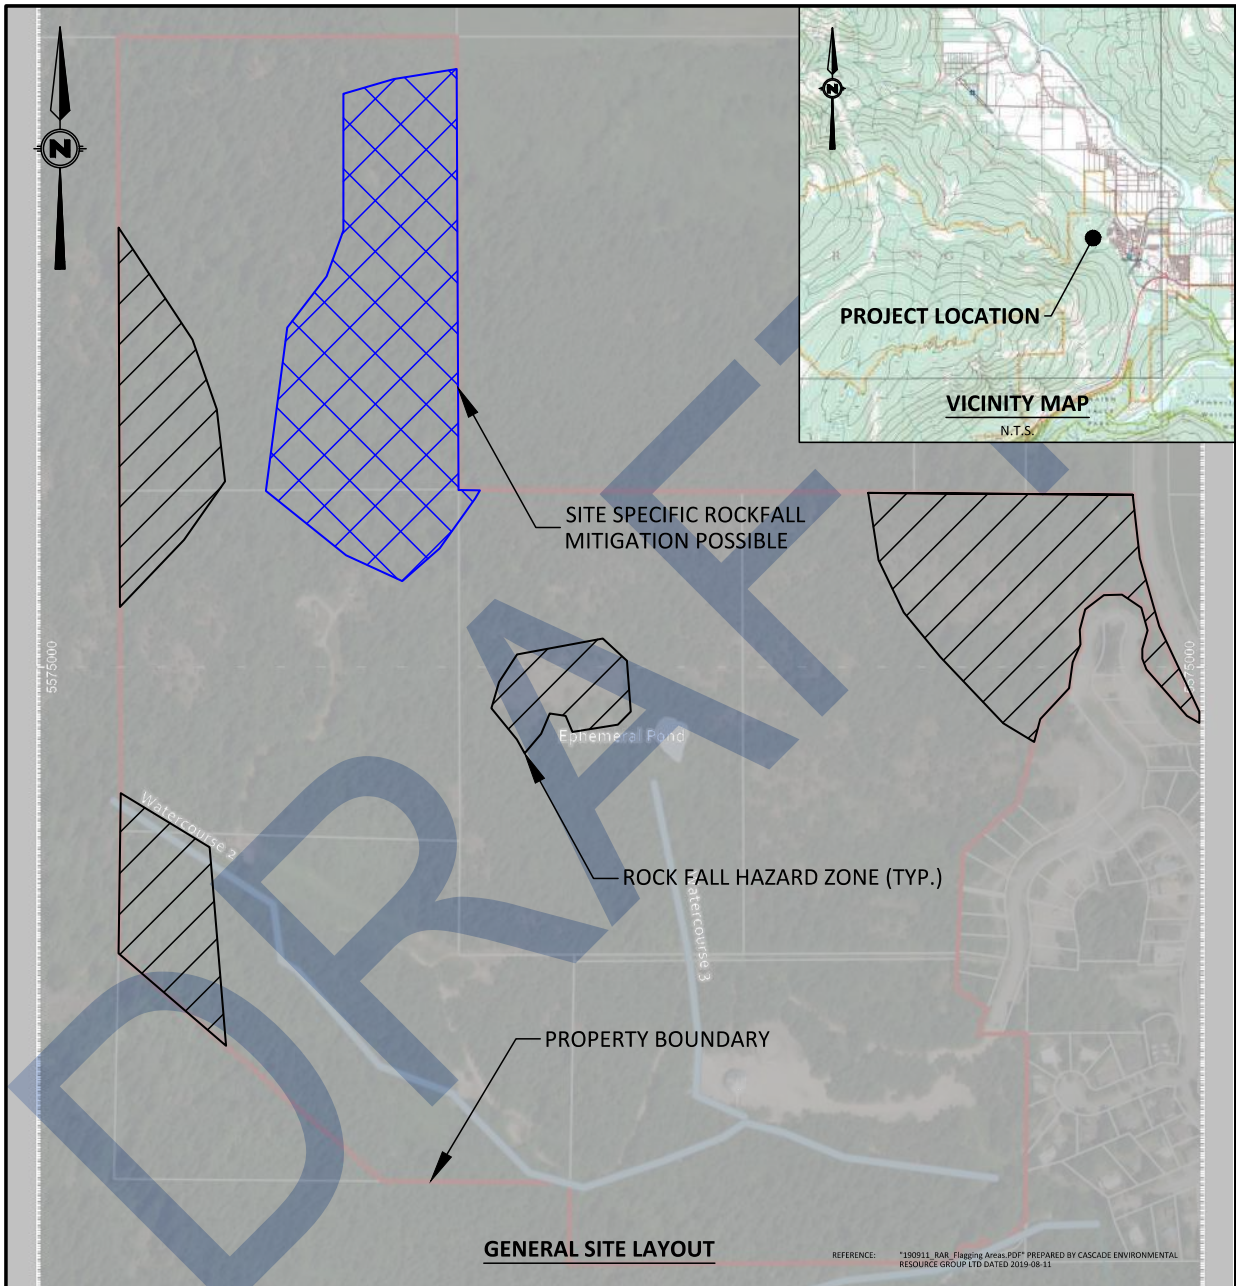 N
N
RANGES
PROJECT LOCATION
VICINITY MAP
N.T.S.
SITE SPECIFIC ROCKFALL
MITIGATION POSSIBLE
5575000
5575000
Ephemeral Pond
Watercourse 2
ROCK FALL HAZARD ZONE (TYP.)
Watercourse 3
PROPERTY BOUNDARY
DRAFT
GENERAL SITE LAYOUT
REFERENCE: "190911_RAR_Flagging Areas.PDF" PREPARED BY CASCADE ENVIRONMENTAL
RESOURCE GROUP LTD DATED 2019-08-11